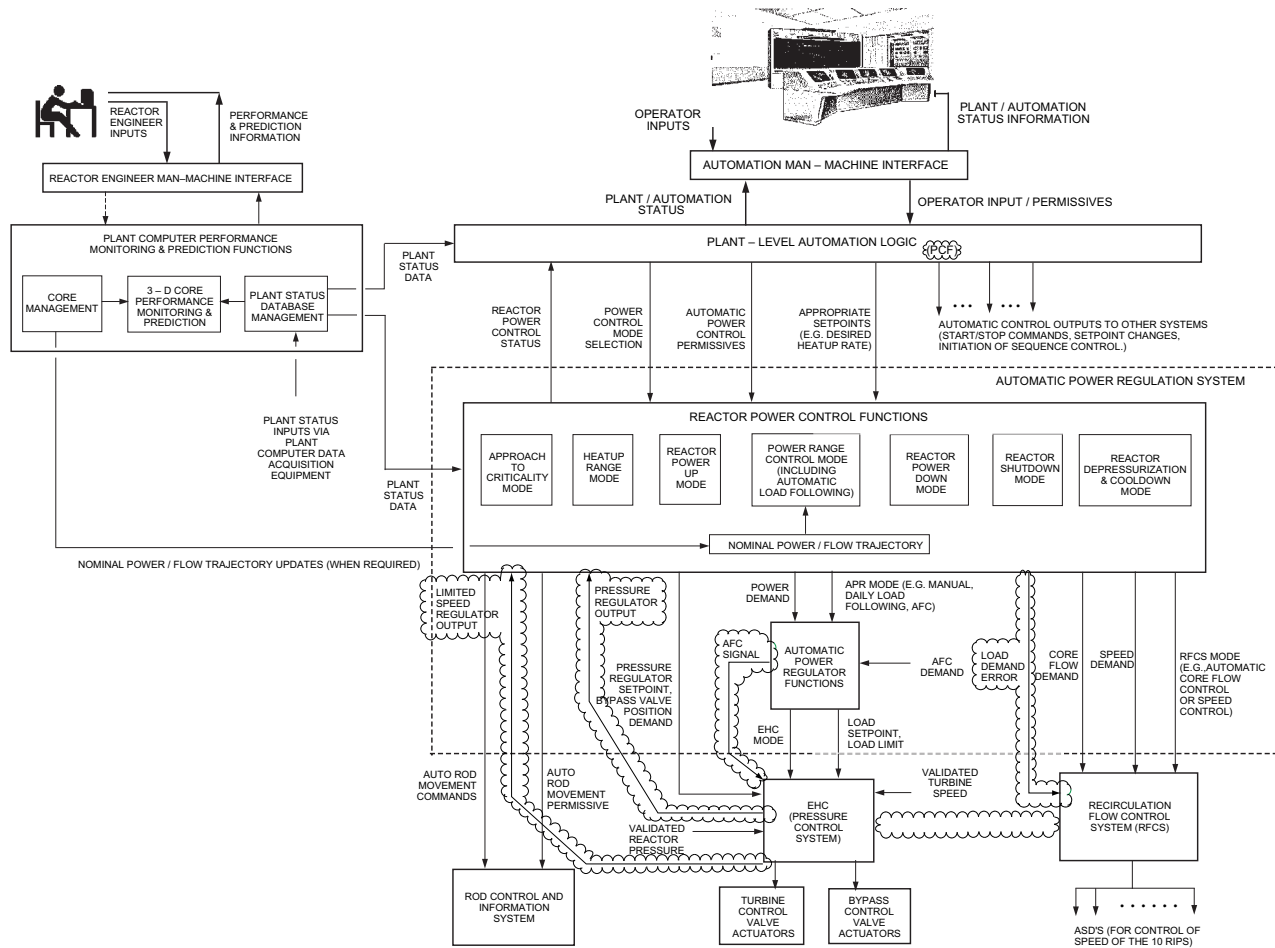 REACTOR
ENGINEER
INPUTS
PERFORMANCE
& PREDICTION
INFORMATION
OPERATOR
INPUTS
PLANT / AUTOMATION
STATUS INFORMATION
REACTOR ENGINEER MAN–MACHINE INTERFACE
AUTOMATION MAN – MACHINE INTERFACE
PLANT / AUTOMATION
STATUS
OPERATOR INPUT / PERMISSIVES
PLANT COMPUTER PERFORMANCE
MONITORING & PREDICTION FUNCTIONS
PLANT – LEVEL AUTOMATION LOGIC
(PCF)
CORE
MANAGEMENT
3 – D CORE
PERFORMANCE
MONITORING &
PREDICTION
PLANT STATUS
DATABASE
MANAGEMENT
PLANT
STATUS
DATA
REACTOR
POWER
CONTROL
STATUS
POWER
CONTROL
MODE
SELECTION
AUTOMATIC
POWER
CONTROL
PERMISSIVES
APPROPRIATE
SETPOINTS
(E.G. DESIRED
HEATUP RATE)
AUTOMATIC CONTROL OUTPUTS TO OTHER SYSTEMS
(START/STOP COMMANDS, SETPOINT CHANGES,
INITIATION OF SEQUENCE CONTROL.)
AUTOMATIC POWER REGULATION SYSTEM
PLANT STATUS
INPUTS VIA
PLANT
COMPUTER DATA
ACQUISITION
EQUIPMENT
PLANT
STATUS
DATA
REACTOR POWER CONTROL FUNCTIONS
APPROACH
TO
CRITICALITY
MODE
HEATUP
RANGE
MODE
REACTOR
POWER
UP
MODE
POWER RANGE
CONTROL MODE
(INCLUDING
AUTOMATIC
LOAD FOLLOWING)
REACTOR
POWER
DOWN
MODE
REACTOR
SHUTDOWN
MODE
REACTOR
DEPRESSURIZATION
& COOLDOWN
MODE
NOMINAL POWER / FLOW TRAJECTORY
NOMINAL POWER / FLOW TRAJECTORY UPDATES (WHEN REQUIRED)
LIMITED
SPEED
REGULATOR
OUTPUT
PRESSURE
REGULATOR
OUTPUT
POWER
DEMAND
APR MODE (E.G. MANUAL,
DAILY LOAD
FOLLOWING, AFC)
PRESSURE
REGULATOR
SETPOINT,
BYPASS VALVE
POSITION
DEMAND
AFC
SIGNAL
AUTOMATIC
POWER
REGULATOR
FUNCTIONS
AFC
DEMAND
LOAD
DEMAND
ERROR
CORE
FLOW
DEMAND
SPEED
DEMAND
RFCS MODE
(E.G.,AUTOMATIC
CORE FLOW
CONTROL
OR SPEED
CONTROL)
EHC
MODE
LOAD
SETPOINT,
LOAD LIMIT
AUTO ROD
MOVEMENT
COMMANDS
AUTO
ROD
MOVEMENT
PERMISSIVE
VALIDATED
REACTOR
PRESSURE
EHC
(PRESSURE
CONTROL
SYSTEM)
VALIDATED
TURBINE
SPEED
RECIRCULATION
FLOW CONTROL
SYSTEM (RFCS)
ROD CONTROL AND
INFORMATION
SYSTEM
TURBINE
CONTROL
VALVE
ACTUATORS
BYPASS
CONTROL
VALVE
ACTUATORS
ASD'S (FOR CONTROL OF
SPEED OF THE 10 RIPS)